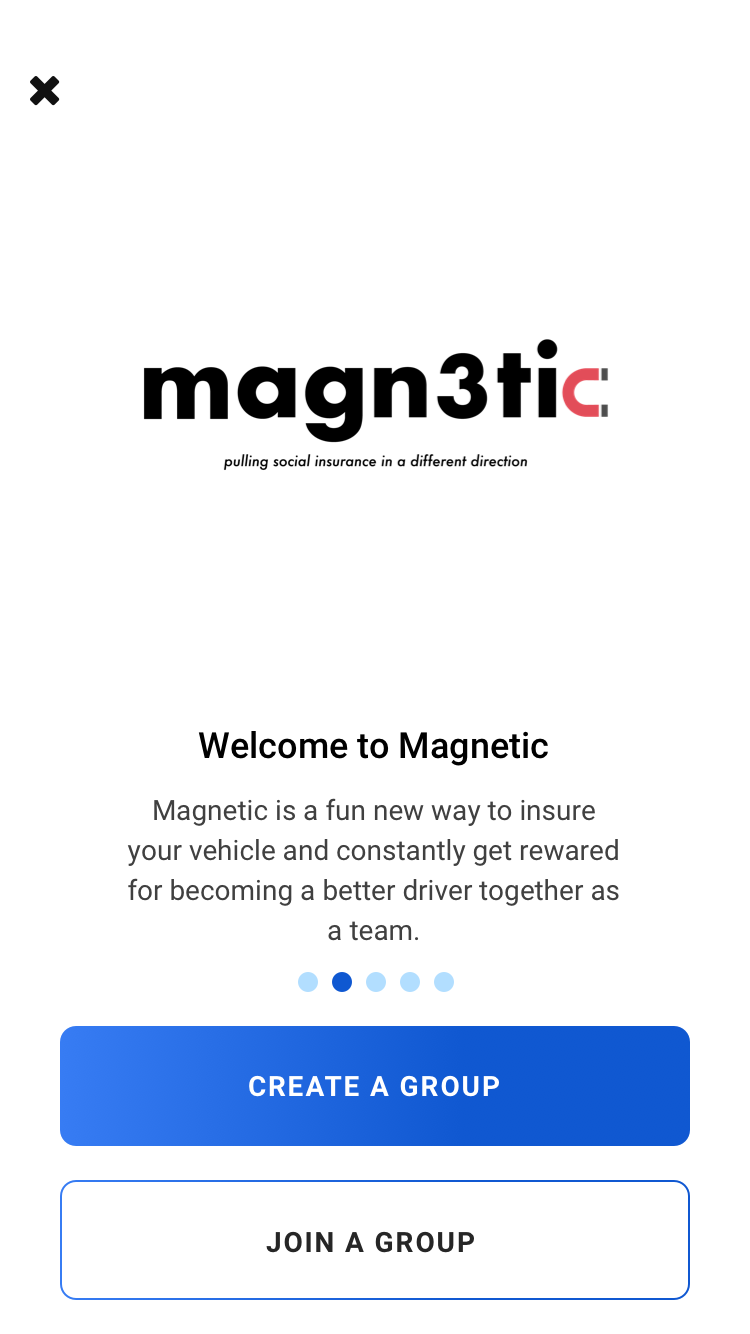 magn3tic
pulling social insurance in a different direction
Welcome to Magnetic
Magnetic is a fun new way to insure
your vehicle and constantly get rewarded
for becoming a better driver together as
a team.
CREATE A GROUP
JOIN A GROUP